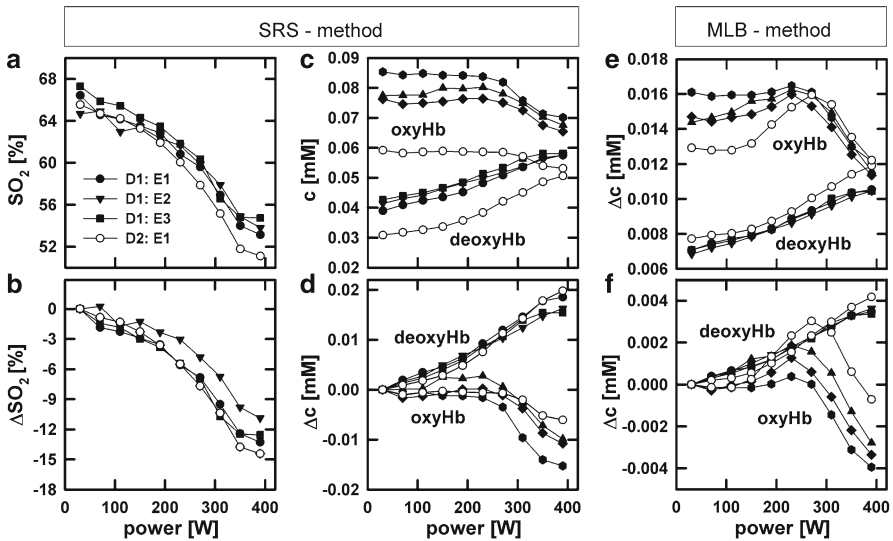 SRS - method
MLB - method
a
68
64
60
56
52
SO₂ [%]
D1: E1
D1: E2
D1: E3
D2: E1
b
0
-3
-6
-9
-12
-15
-18
ΔSO₂ [%]
0 100 200 300 400
power [W]
c
0.09
0.08
0.07
0.06
0.05
0.04
0.03
0.02
c [mM]
oxyHb
deoxyHb
d
0.02
0.01
0.00
-0.01
-0.02
Δc [mM]
deoxyHb
oxyHb
0 100 200 300 400
power [W]
e
0.018
0.016
0.014
0.012
0.010
0.008
0.006
Δc [mM]
oxyHb
deoxyHb
f
0.004
0.002
0.000
-0.002
-0.004
Δc [mM]
deoxyHb
oxyHb
0 100 200 300 400
power [W]